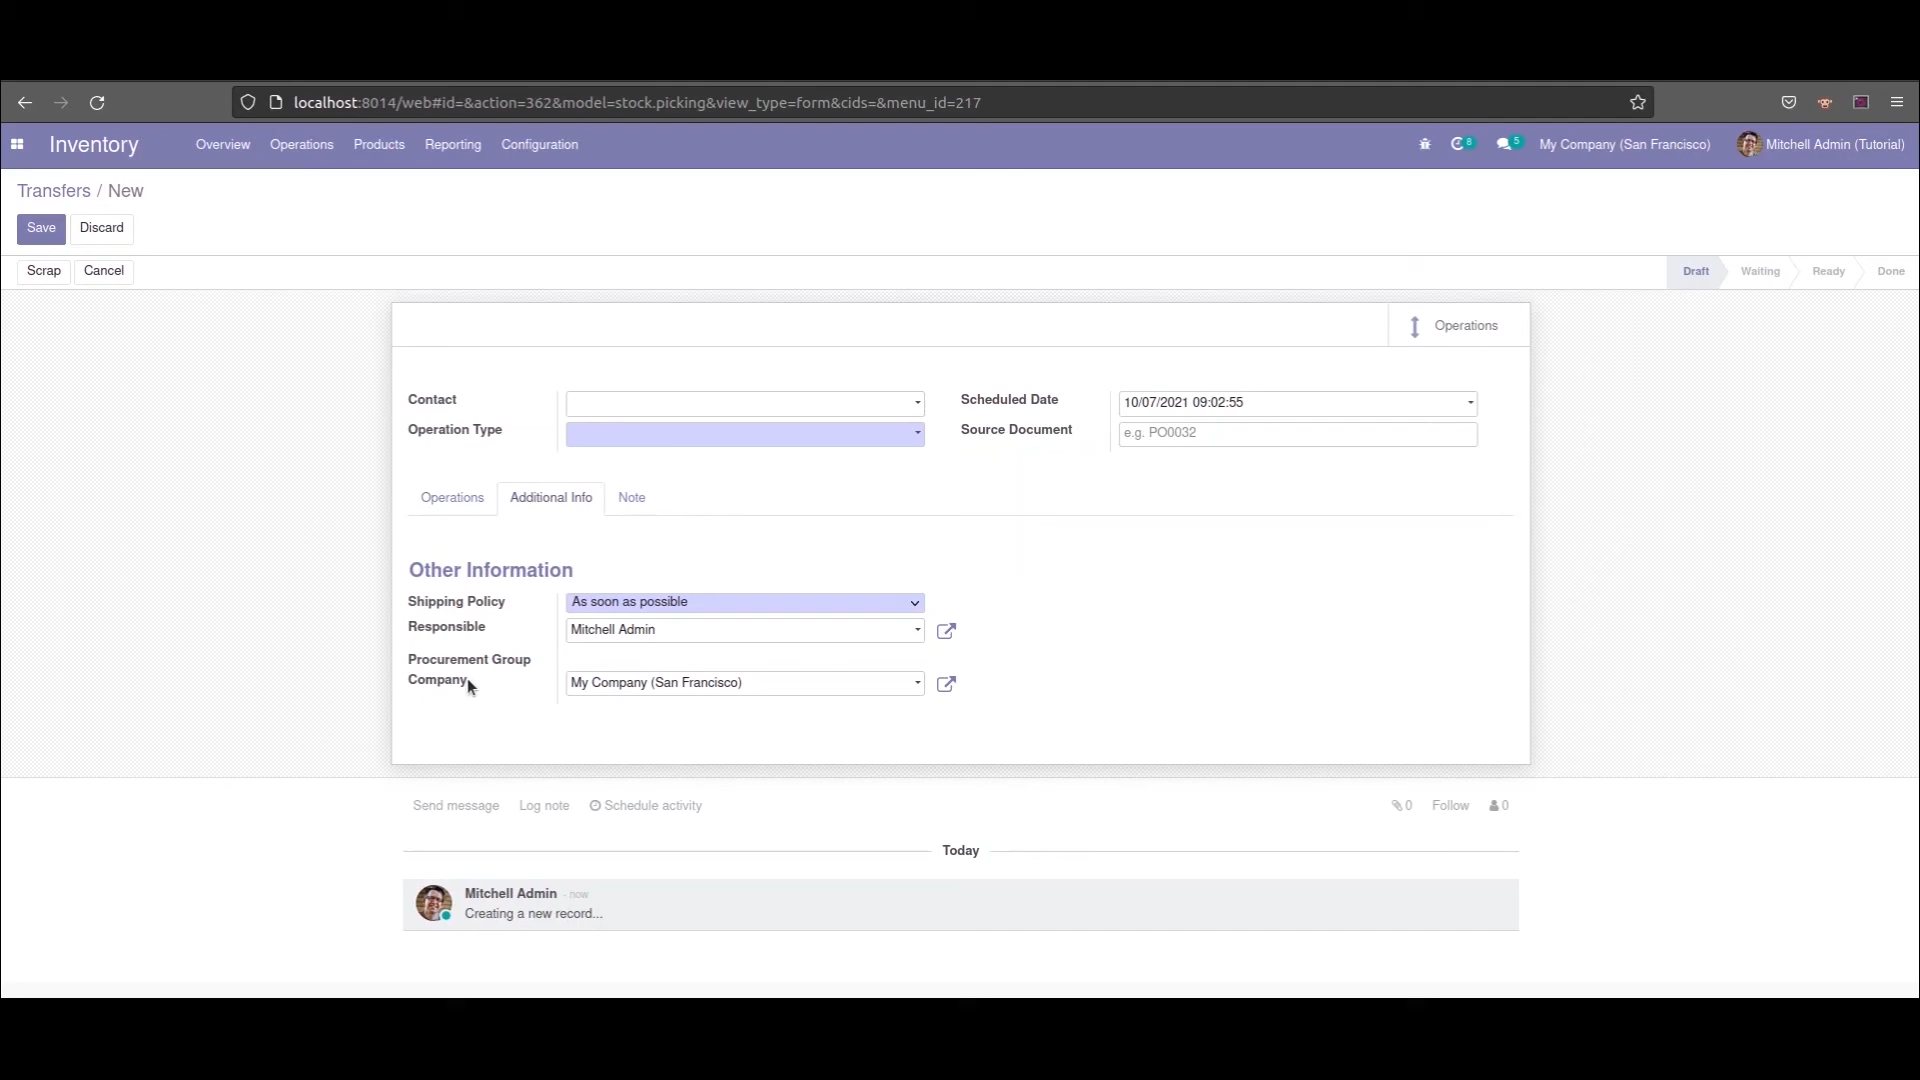 localhost:8014/web#id=&action=362&model=stock.picking&view_type=form&cids=&menu_id=217
Inventory Overview Operations Products Reporting Configuration 8 5 My Company (San Francisco) Mitchell Admin (Tutorial)
Transfers / New
Save Discard
Scrap Cancel Draft Waiting Ready Done
Operations
Contact Scheduled Date 10/07/2021 09:02:55
Operation Type Source Document e.g. PO0032
Operations Additional Info Note
Other Information
Shipping Policy As soon as possible
Responsible Mitchell Admin
Procurement Group
Company My Company (San Francisco)
Send message Log note Schedule activity 0 Follow 0
Today
Mitchell Admin - now
Creating a new record...